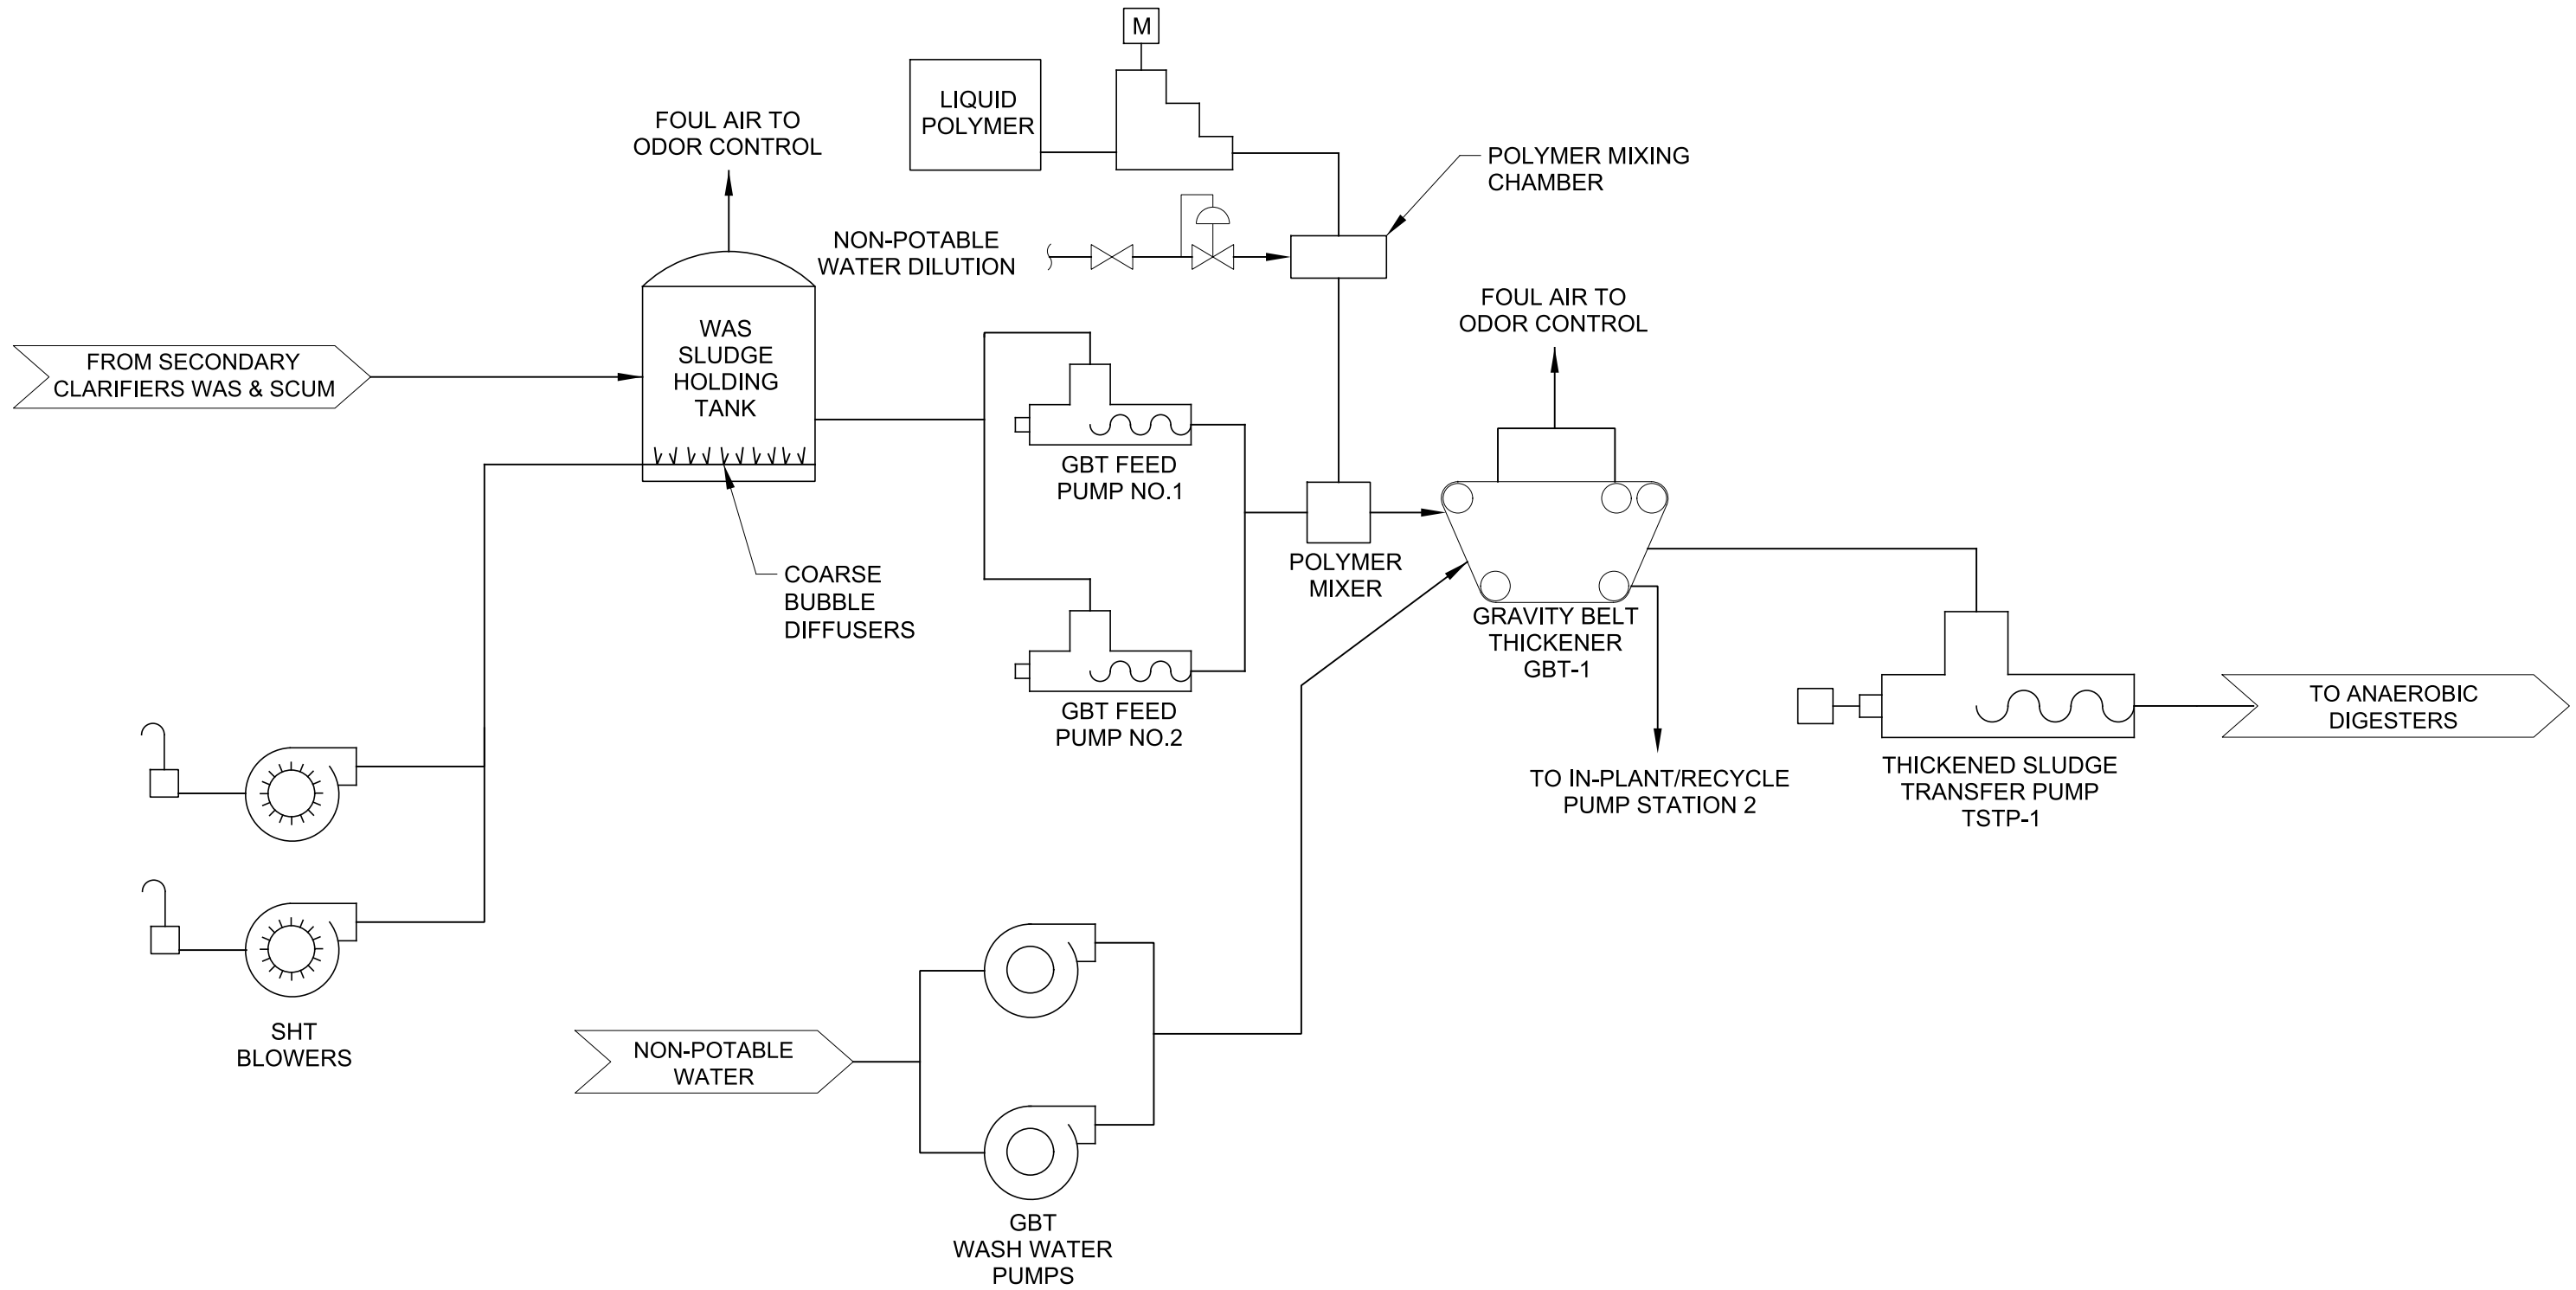 M
LIQUID
POLYMER
FOUL AIR TO
ODOR CONTROL
POLYMER MIXING
CHAMBER
NON-POTABLE
WATER DILUTION
FOUL AIR TO
ODOR CONTROL
WAS
SLUDGE
HOLDING
TANK
FROM SECONDARY
CLARIFIERS WAS & SCUM
GBT FEED
PUMP NO.1
POLYMER
MIXER
COARSE
BUBBLE
DIFFUSERS
GRAVITY BELT
THICKENER
GBT-1
GBT FEED
PUMP NO.2
TO ANAEROBIC
DIGESTERS
TO IN-PLANT/RECYCLE
PUMP STATION 2
THICKENED SLUDGE
TRANSFER PUMP
TSTP-1
SHT
BLOWERS
NON-POTABLE
WATER
GBT
WASH WATER
PUMPS